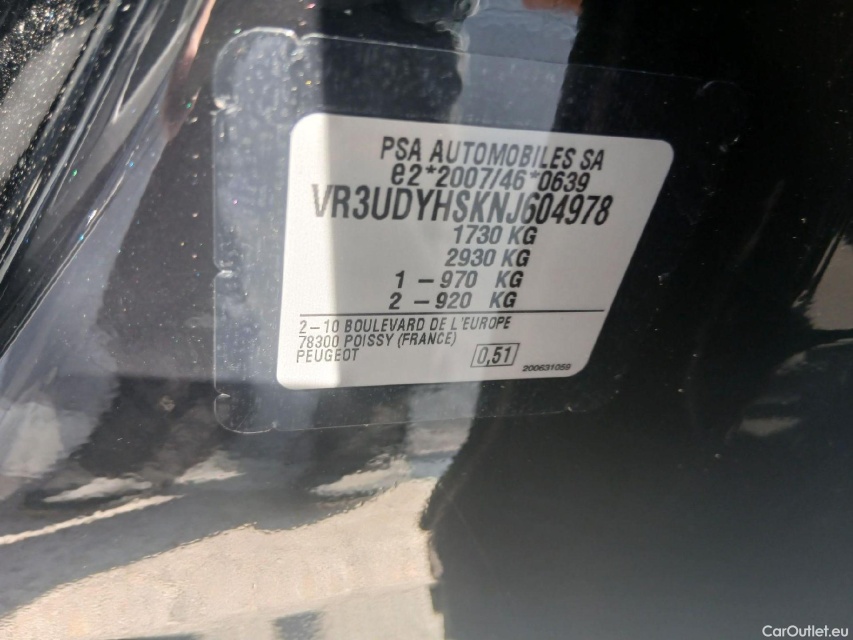 PSA AUTOMOBILES SA
e2*2007/46*0639
VR3UDYHSKNJ604978
1730 KG
2930 KG
1 – 970 KG
2 – 920 KG
2–10 BOULEVARD DE L'EUROPE
78300 POISSY (FRANCE)
PEUGEOT
0,51
200631059
CarOutlet.eu